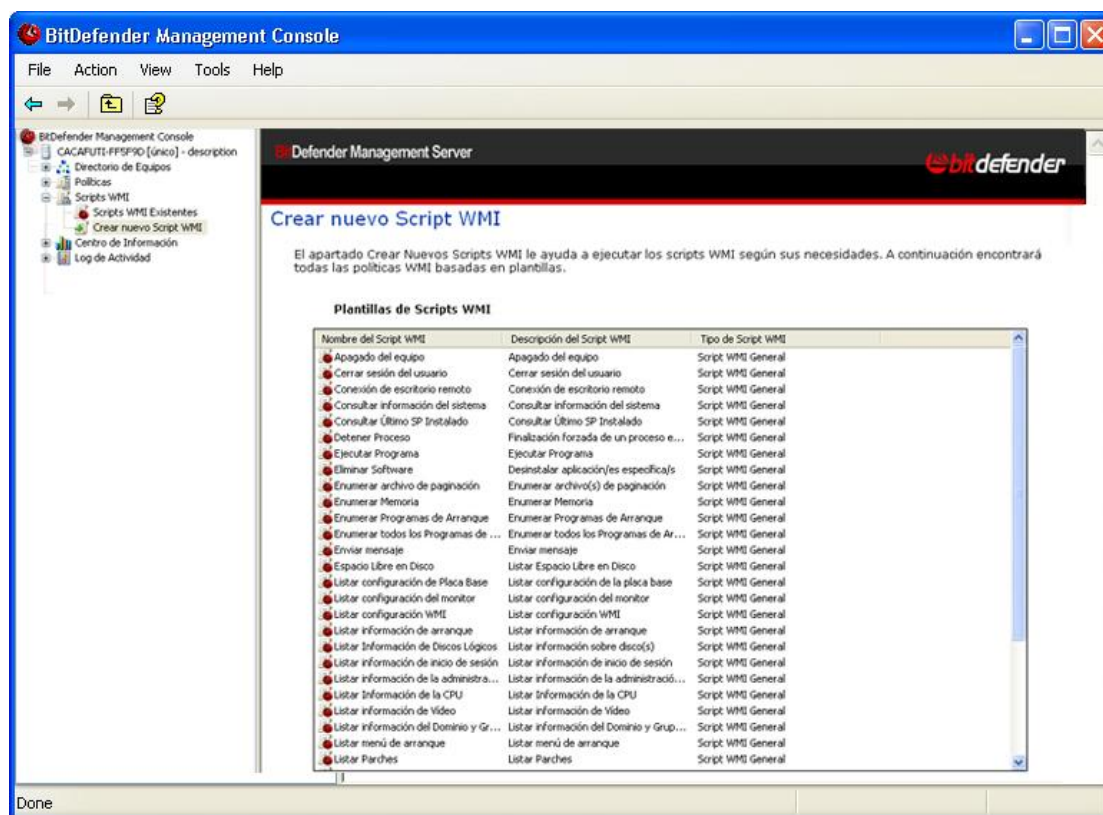 BitDefender Management Console
File Action View Tools Help
BitDefender Management Console
CACAFUTI-FF5F9D [único] - description
Directorio de Equipos
Políticas
Scripts WMI
Scripts WMI Existentes
Crear nuevo Script WMI
Centro de Información
Log de Actividad
BitDefender Management Server
bitdefender
Crear nuevo Script WMI
El apartado Crear Nuevos Scripts WMI le ayuda a ejecutar los scripts WMI según sus necesidades. A continuación encontrará
todas las políticas WMI basadas en plantillas.
Plantillas de Scripts WMI
Nombre del Script WMI Descripción del Script WMI Tipo de Script WMI
Apagado del equipo Apagado del equipo Script WMI General
Cerrar sesión del usuario Cerrar sesión del usuario Script WMI General
Conexión de escritorio remoto Conexión de escritorio remoto Script WMI General
Consultar información del sistema Consultar información del sistema Script WMI General
Consultar Último SP Instalado Consultar Último SP Instalado Script WMI General
Detener Proceso Finalización forzada de un proceso e... Script WMI General
Ejecutar Programa Ejecutar Programa Script WMI General
Eliminar Software Desinstalar aplicación/es específica/s Script WMI General
Enumerar archivo de paginación Enumerar archivo(s) de paginación Script WMI General
Enumerar Memoria Enumerar Memoria Script WMI General
Enumerar Programas de Arranque Enumerar Programas de Arranque Script WMI General
Enumerar todos los Programas de ... Enumerar todos los Programas de Ar... Script WMI General
Enviar mensaje Enviar mensaje Script WMI General
Espacio Libre en Disco Listar Espacio Libre en Disco Script WMI General
Listar configuración de Placa Base Listar configuración de la placa base Script WMI General
Listar configuración del monitor Listar configuración del monitor Script WMI General
Listar configuración WMI Listar configuración WMI Script WMI General
Listar información de arranque Listar información de arranque Script WMI General
Listar Información de Discos Lógicos Listar información sobre disco(s) Script WMI General
Listar información de inicio de sesión Listar información de inicio de sesión Script WMI General
Listar información de la administra... Listar información de la administració... Script WMI General
Listar Información de la CPU Listar Información de la CPU Script WMI General
Listar información de Vídeo Listar información de Vídeo Script WMI General
Listar información del Dominio y Gr... Listar información del Dominio y Grup... Script WMI General
Listar menú de arranque Listar menú de arranque Script WMI General
Listar Parches Listar Parches Script WMI General
Done